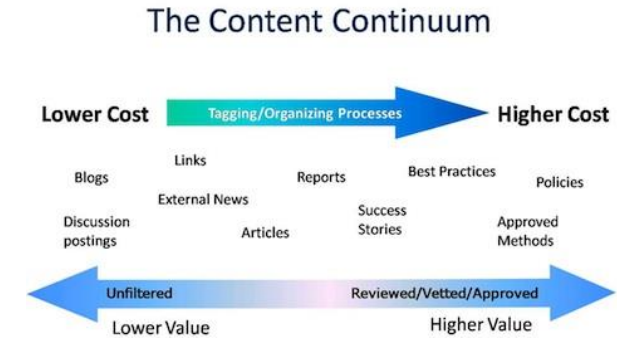 The Content Continuum
Lower Cost
Tagging/Organizing Processes
Higher Cost
Links
Blogs
Reports
Best Practices
Policies
External News
Discussion
postings
Articles
Success
Stories
Approved
Methods
Unfiltered
Reviewed/Vetted/Approved
Lower Value
Higher Value